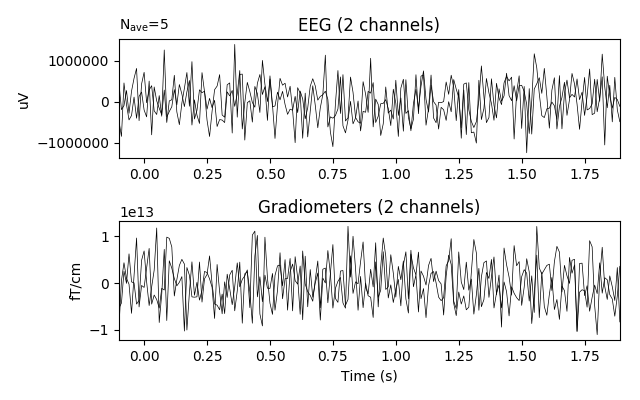 N_ave=5
EEG (2 channels)
1000000
0
−1000000
uV
0.00 0.25 0.50 0.75 1.00 1.25 1.50 1.75
1e13
Gradiometers (2 channels)
1
0
−1
fT/cm
0.00 0.25 0.50 0.75 1.00 1.25 1.50 1.75
Time (s)